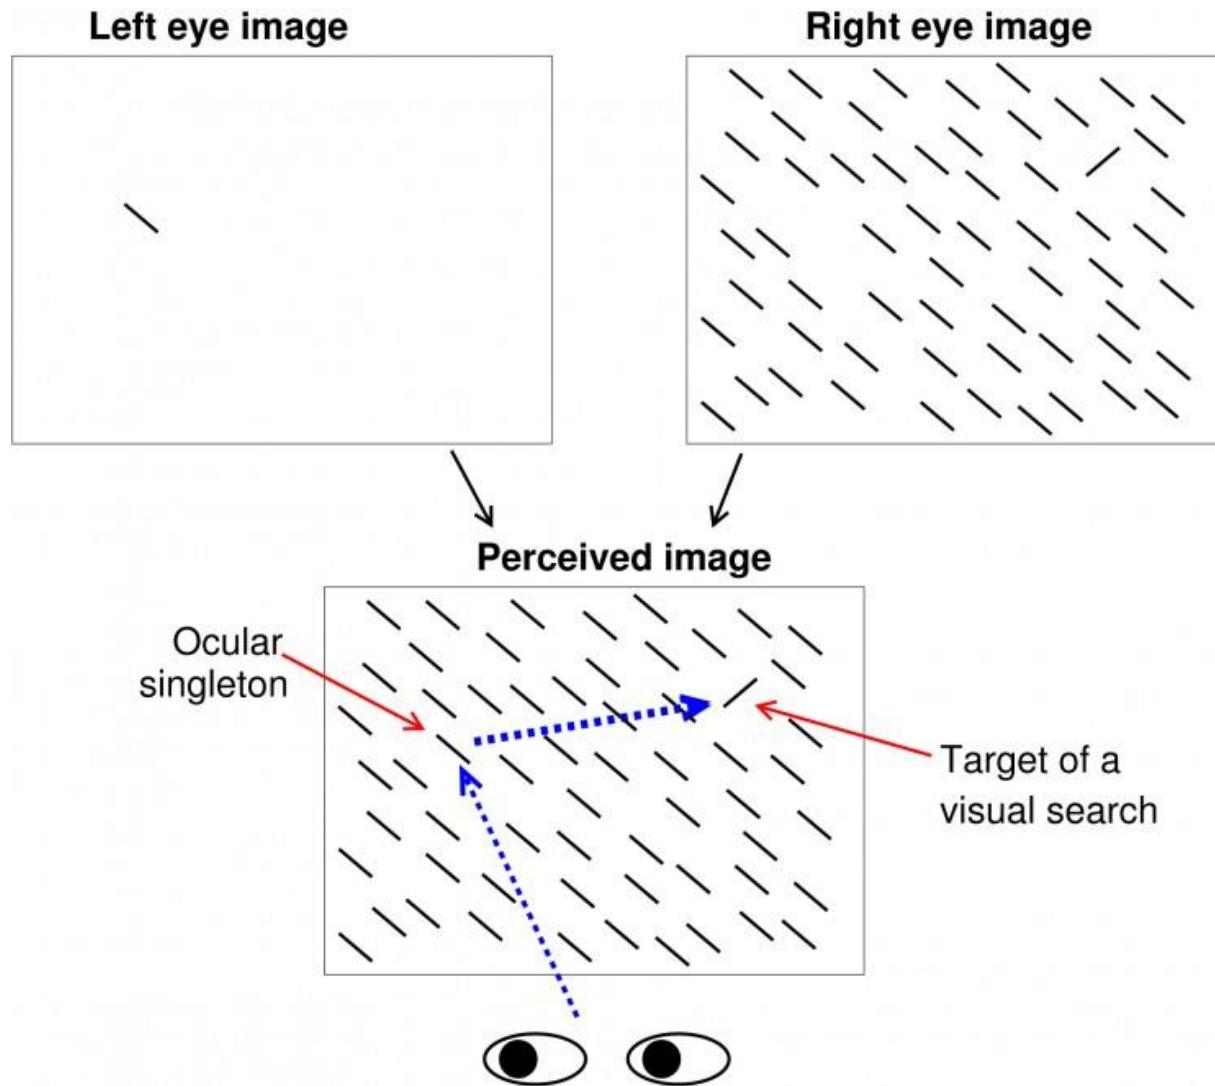 Left eye image
Right eye image
Perceived image
Ocular
singleton
Target of a
visual search